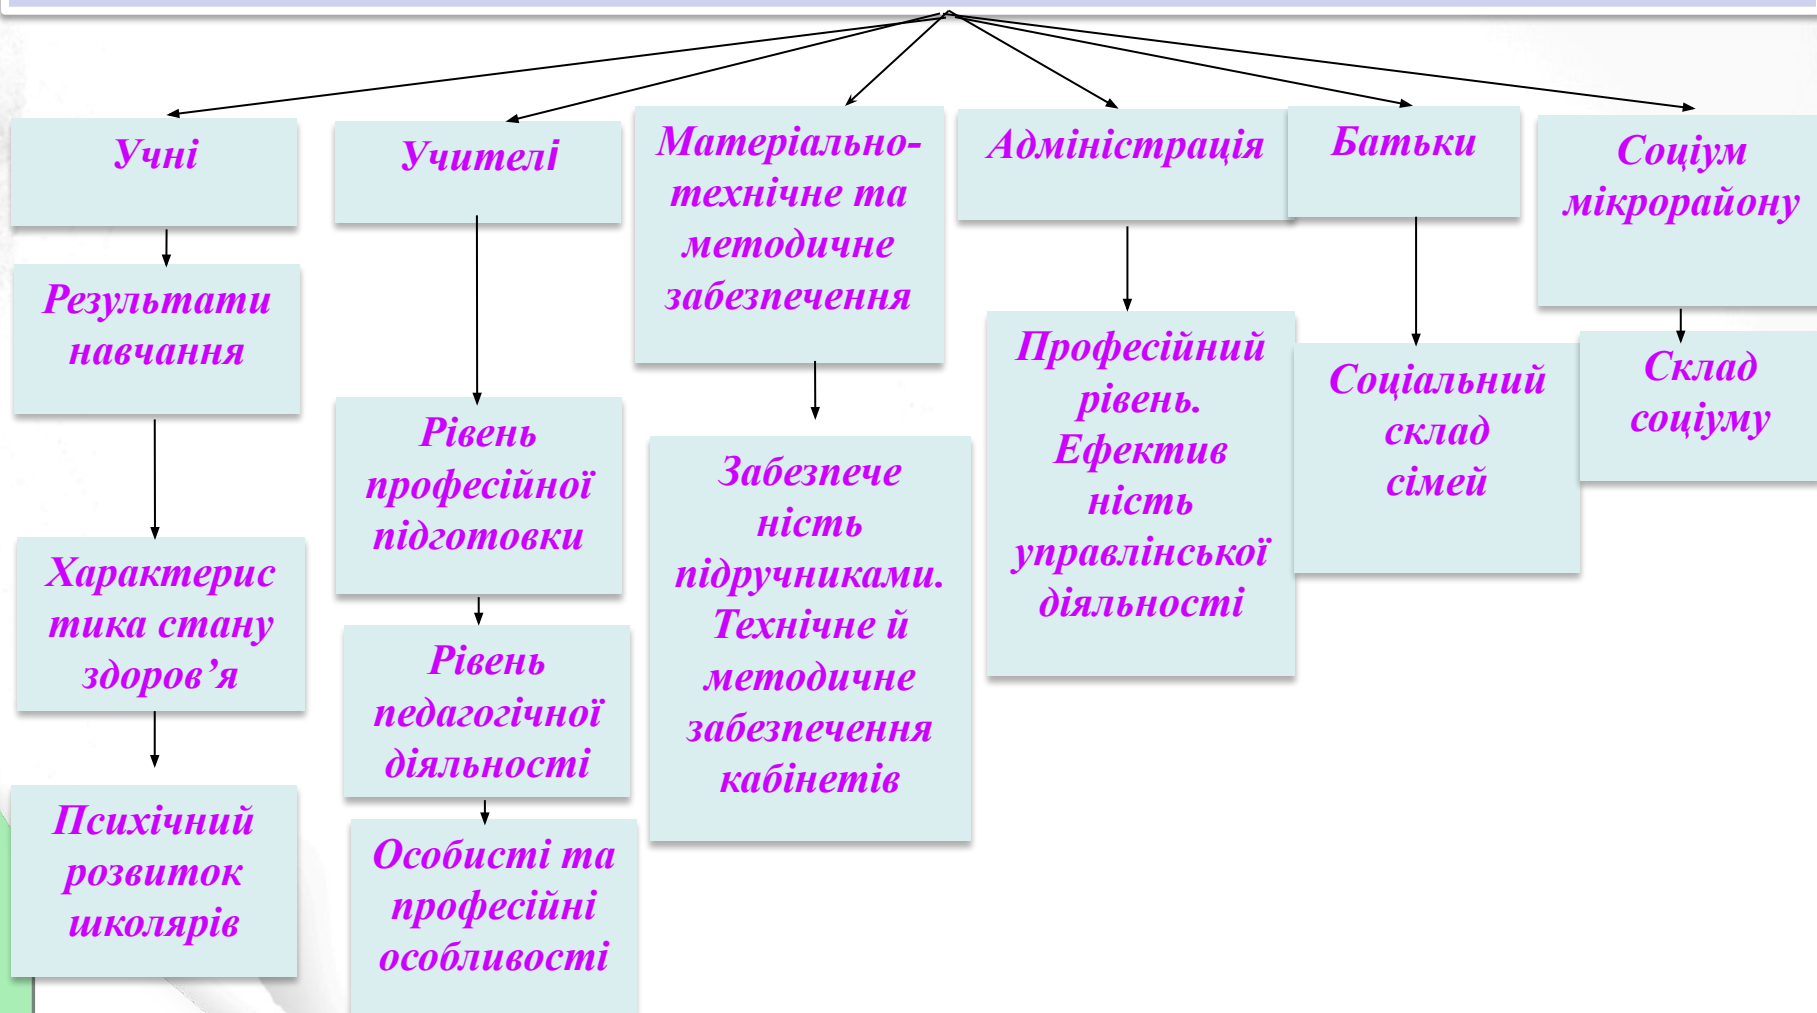 Учні
Результати
навчання
Характерис
тика стану
здоров’я
Психічний
розвиток
школярів
Учителі
Рівень
професійної
підготовки
Рівень
педагогічної
діяльності
Особисті та
професійні
особливості
Матеріально-
технічне та
методичне
забезпечення
Забезпече
ність
підручниками.
Технічне й
методичне
забезпечення
кабінетів
Адміністрація
Професійний
рівень.
Ефектив
ність
управлінської
діяльності
Батьки
Соціальний
склад
сімей
Соціум
мікрорайону
Склад
соціуму